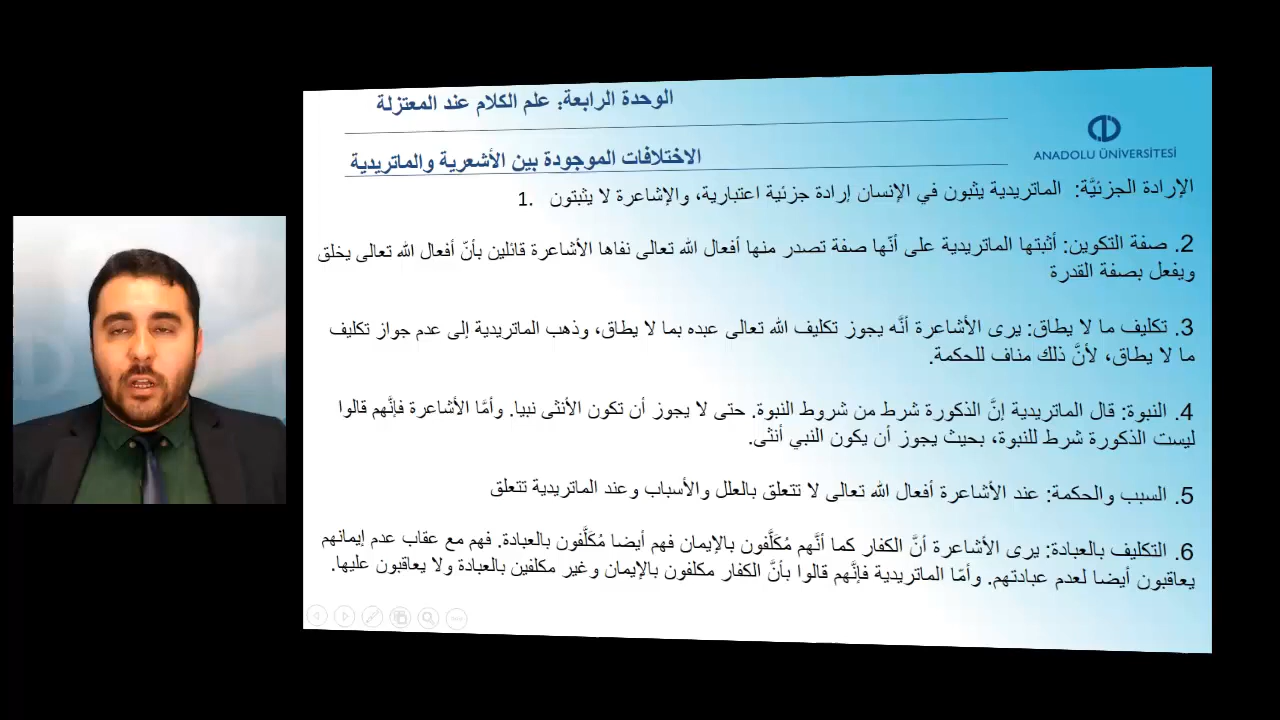 الوحدة الرابعة: علم الكلام عند المعتزلة
الاختلافات الموجودة بين الأشعرية والماتريدية
ANADOLU ÜNİVERSİTESİ
الإرادة الجزئيَّة: الماتريدية يثبون في الإنسان إرادة جزئية اعتبارية، والإشاعرة لا يثبتون .1
2. صفة التكوين: أثبتها الماتريدية على أنّها صفة تصدر منها أفعال الله تعالى نفاها الأشاعرة قائلين بأنّ أفعال الله تعالى يخلق
ويفعل بصفة القدرة
3. تكليف ما لا يطاق: يرى الأشاعرة أنَّه يجوز تكليف الله تعالى عبده بما لا يطاق، وذهب الماتريدية إلى عدم جواز تكليف
ما لا يطاق، لأنَّ ذلك مناف للحكمة.
4. النبوة: قال الماتريدية إنَّ الذكورة شرط من شروط النبوة. حتى لا يجوز أن تكون الأنثى نبيا. وأمَّا الأشاعرة فإنَّهم قالوا
ليست الذكورة شرط للنبوة، بحيث يجوز أن يكون النبي أنثى.
5. السبب والحكمة: عند الأشاعرة أفعال الله تعالى لا تتعلق بالعلل والأسباب وعند الماتريدية تتعلق
6. التكليف بالعبادة: يرى الأشاعرة أنَّ الكفار كما أنَّهم مُكَلَّفون بالإيمان فهم أيضا مُكَلَّفون بالعبادة. فهم مع عقاب عدم إيمانهم
يعاقبون أيضا لعدم عبادتهم. وأمّا الماتريدية فإنَّهم قالوا بأنَّ الكفار مكلفون بالإيمان وغير مكلفين بالعبادة ولا يعاقبون عليها.